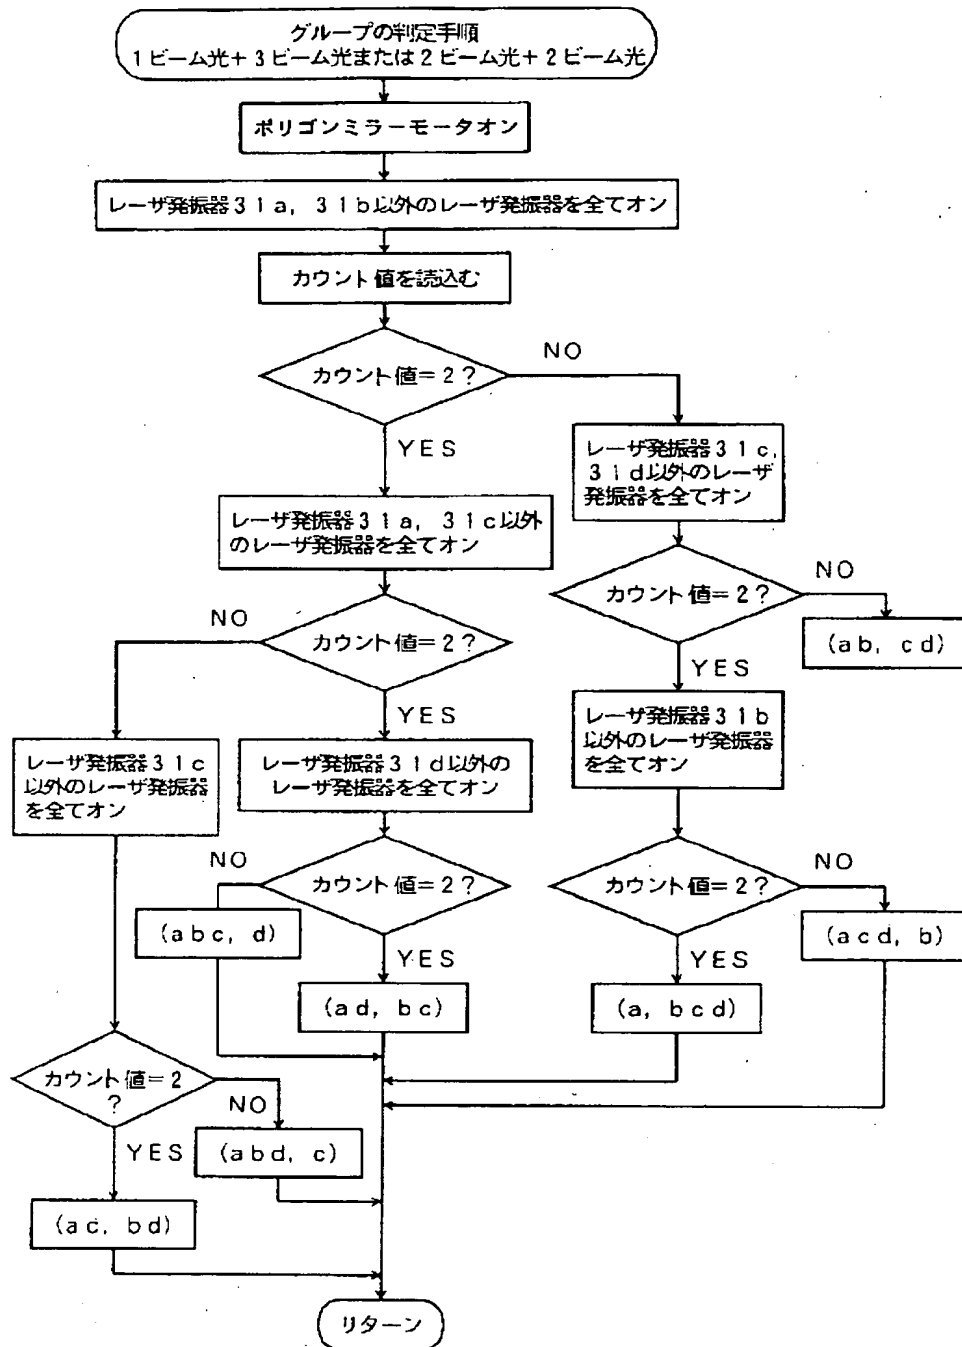 グループの判定手順
1ビーム光+3ビーム光または2ビーム光+2ビーム光
ポリゴンミラーモータオン
レーザ発振器31a, 31b以外のレーザ発振器を全てオン
カウント値を読込む
カウント値=2?
NO
YES
レーザ発振器31c,
31d以外のレーザ
発振器を全てオン
レーザ発振器31a, 31c以外
のレーザ発振器を全てオン
カウント値=2?
NO
(ab, cd)
YES
カウント値=2?
NO
YES
レーザ発振器31b
以外のレーザ発振器
を全てオン
レーザ発振器31c
以外のレーザ発振器
を全てオン
レーザ発振器31d以外の
レーザ発振器を全てオン
カウント値=2?
NO
(abc, d)
YES
(ad, bc)
カウント値=2?
NO
(acd, b)
YES
(a, bcd)
カウント値=2
?
NO
(abd, c)
YES
(ac, bd)
リターン